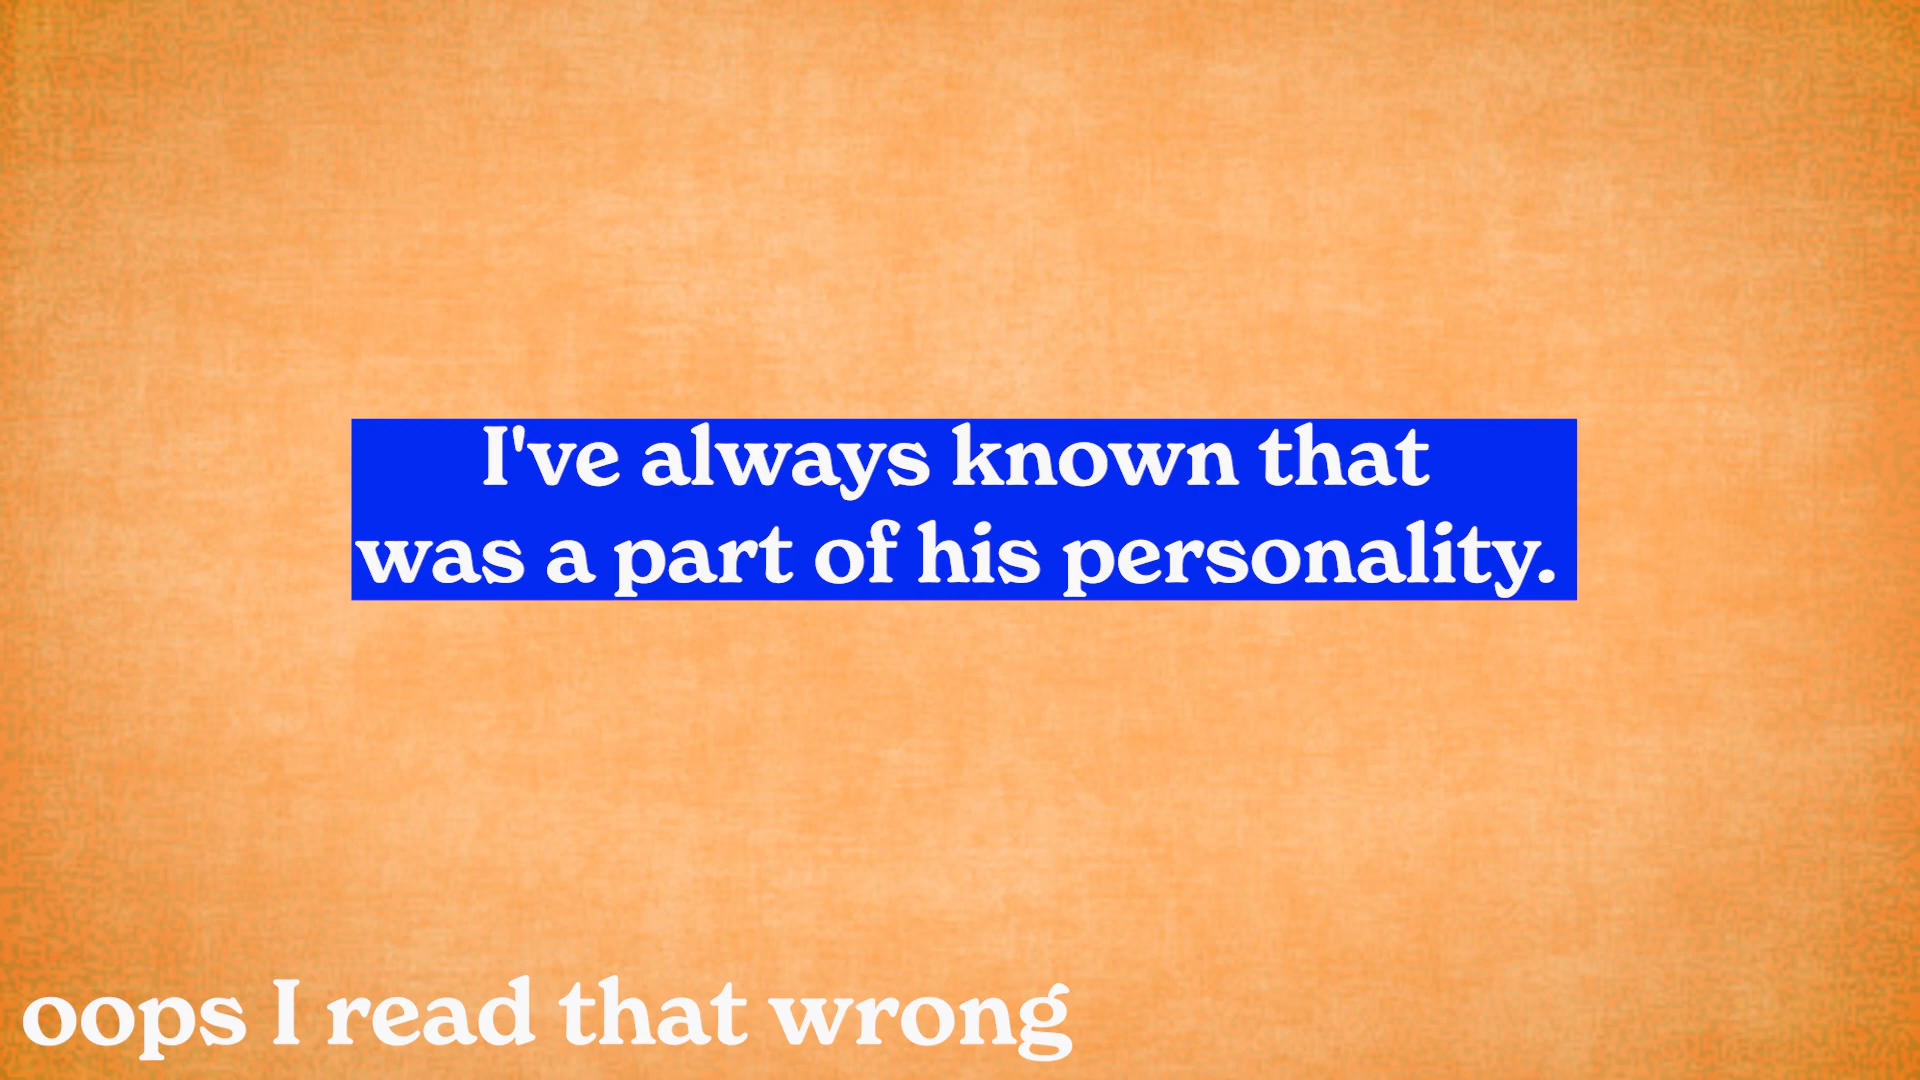 I've always known that
was a part of his personality.
oops I read that wrong